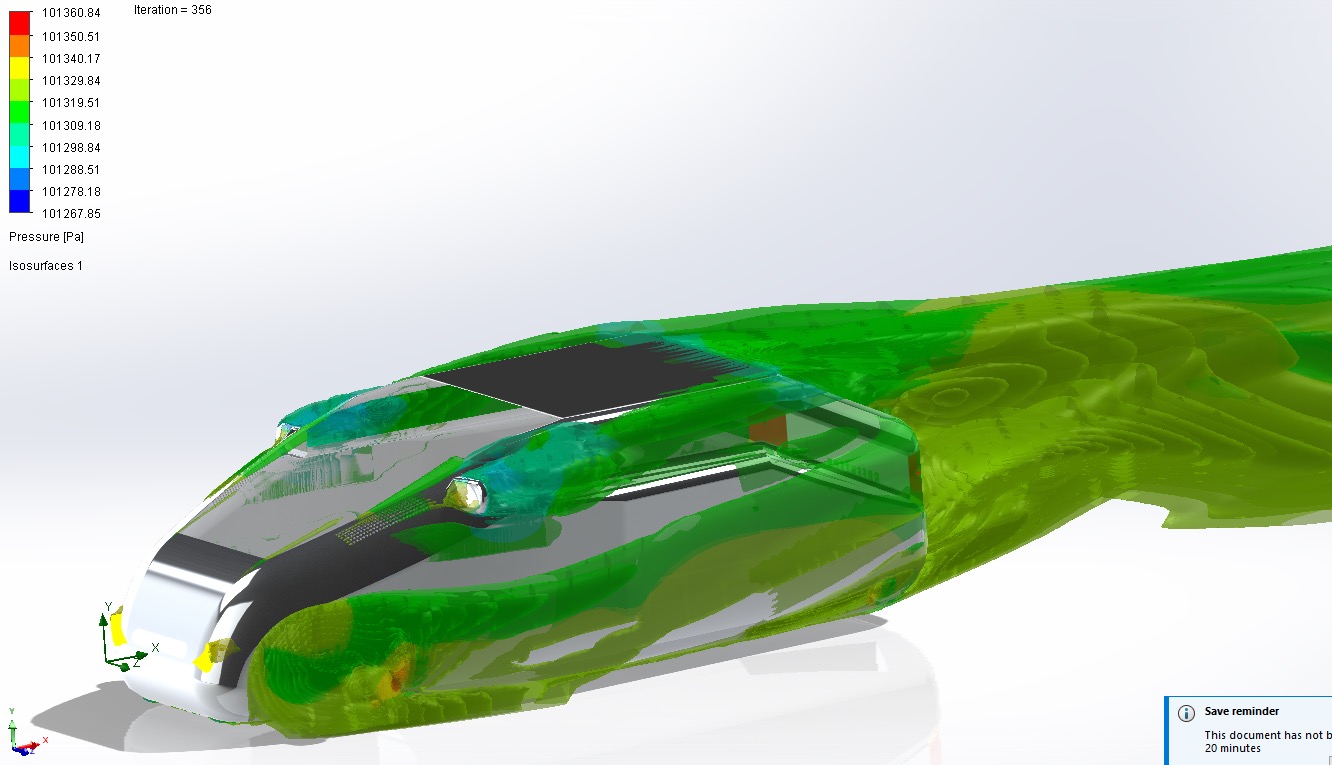 101360.84
Iteration = 356
101350.51
101340.17
101329.84
101319.51
101309.18
101298.84
101288.51
101278.18
101267.85
Pressure [Pa]
Isosurfaces 1
Y
X
Z
Y
X
Z
Save reminder
This document has not b
20 minutes